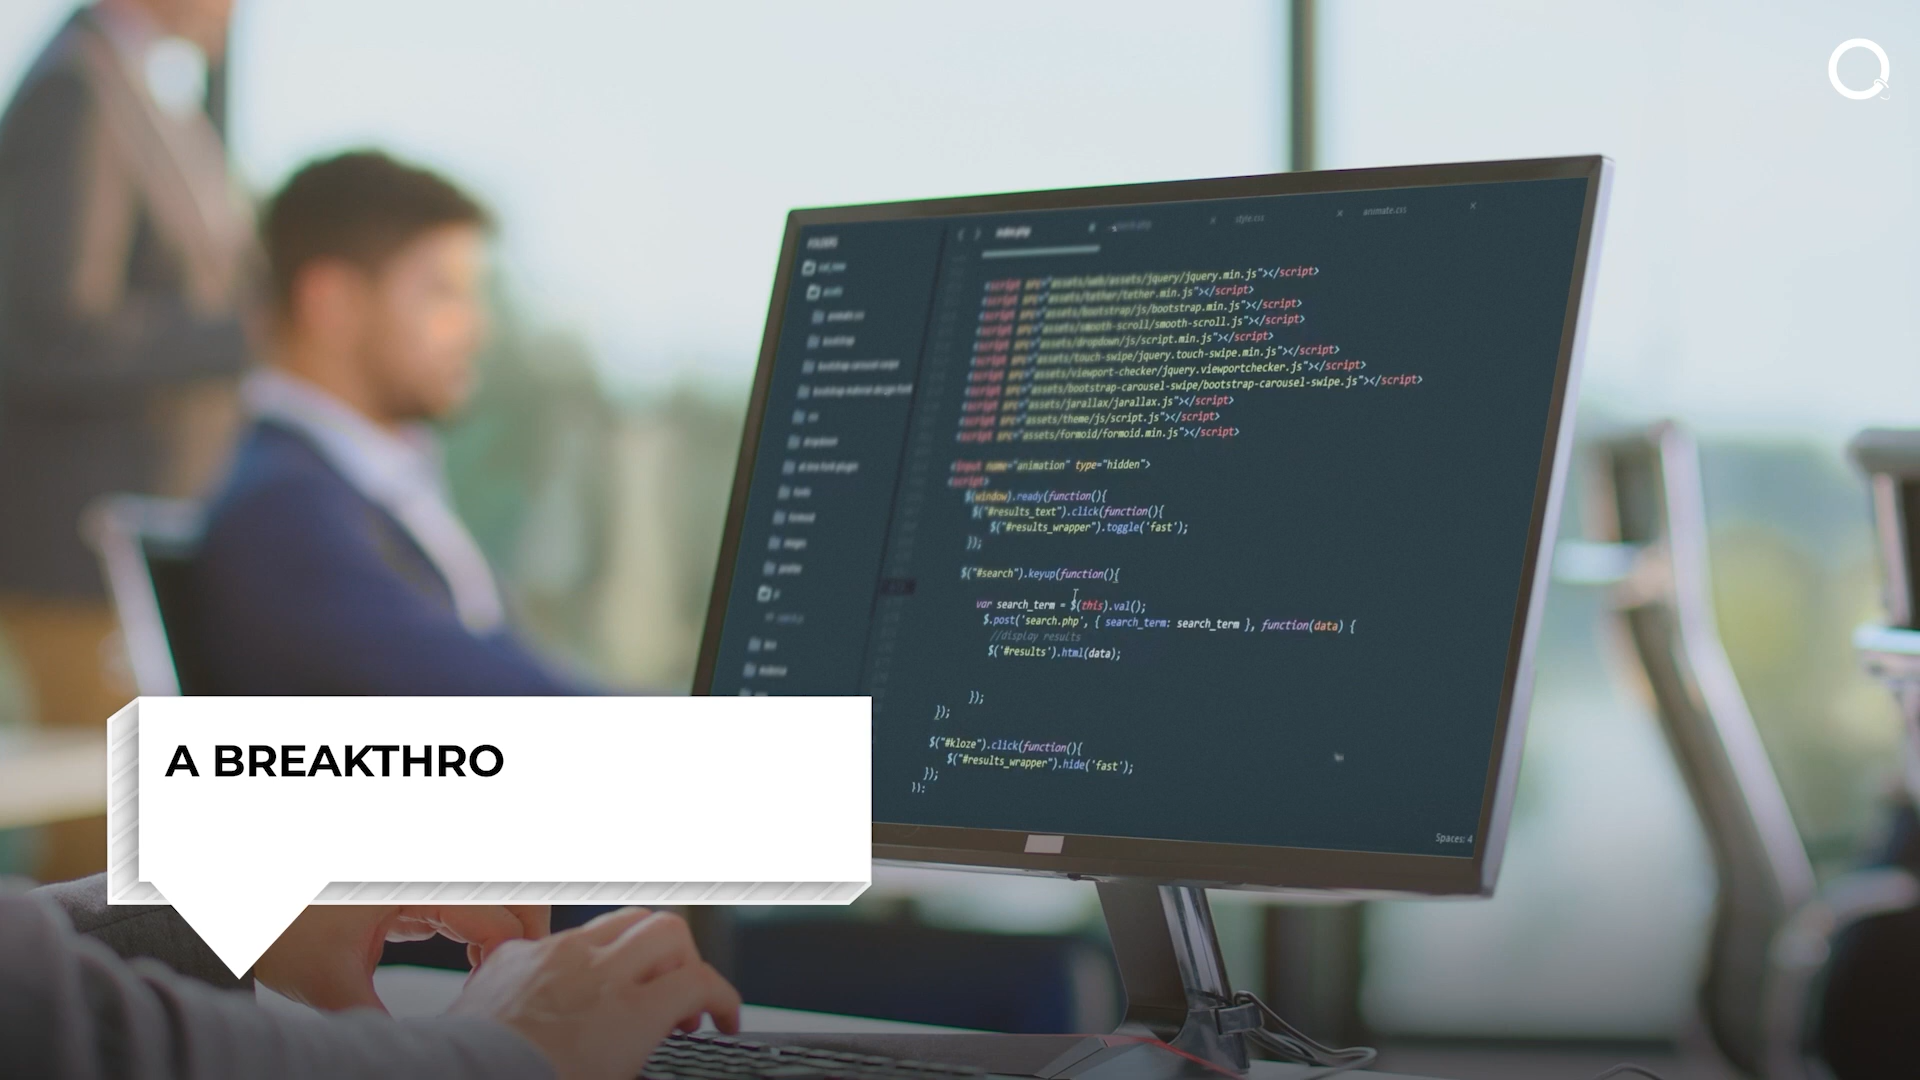 A BREAKTHRO
FOLDERS
index.php
style.css
animate.css
<script src="assets/web/assets/jquery/jquery.min.js"></script>
<script src="assets/tether/tether.min.js"></script>
<script src="assets/bootstrap/js/bootstrap.min.js"></script>
<script src="assets/smooth-scroll/smooth-scroll.js"></script>
<script src="assets/dropdown/js/script.min.js"></script>
<script src="assets/touch-swipe/jquery.touch-swipe.min.js"></script>
<script src="assets/viewport-checker/jquery.viewportchecker.js"></script>
<script src="assets/bootstrap-carousel-swipe/bootstrap-carousel-swipe.js"></script>
<script src="assets/jarallax/jarallax.js"></script>
<script src="assets/theme/js/script.js"></script>
<script src="assets/formoid/formoid.min.js"></script>
<input name="animation" type="hidden">
<script>
$(window).ready(function(){
$("#results_text").click(function(){
$("#results_wrapper").toggle('fast');
});
$("#search").keyup(function(){
var search_term = $(this).val();
$.post('search.php', { search_term: search_term }, function(data) {
//display results
$('#results').html(data);
});
});
$("#kloze").click(function(){
$("#results_wrapper").hide('fast');
});
});
Spaces: 4